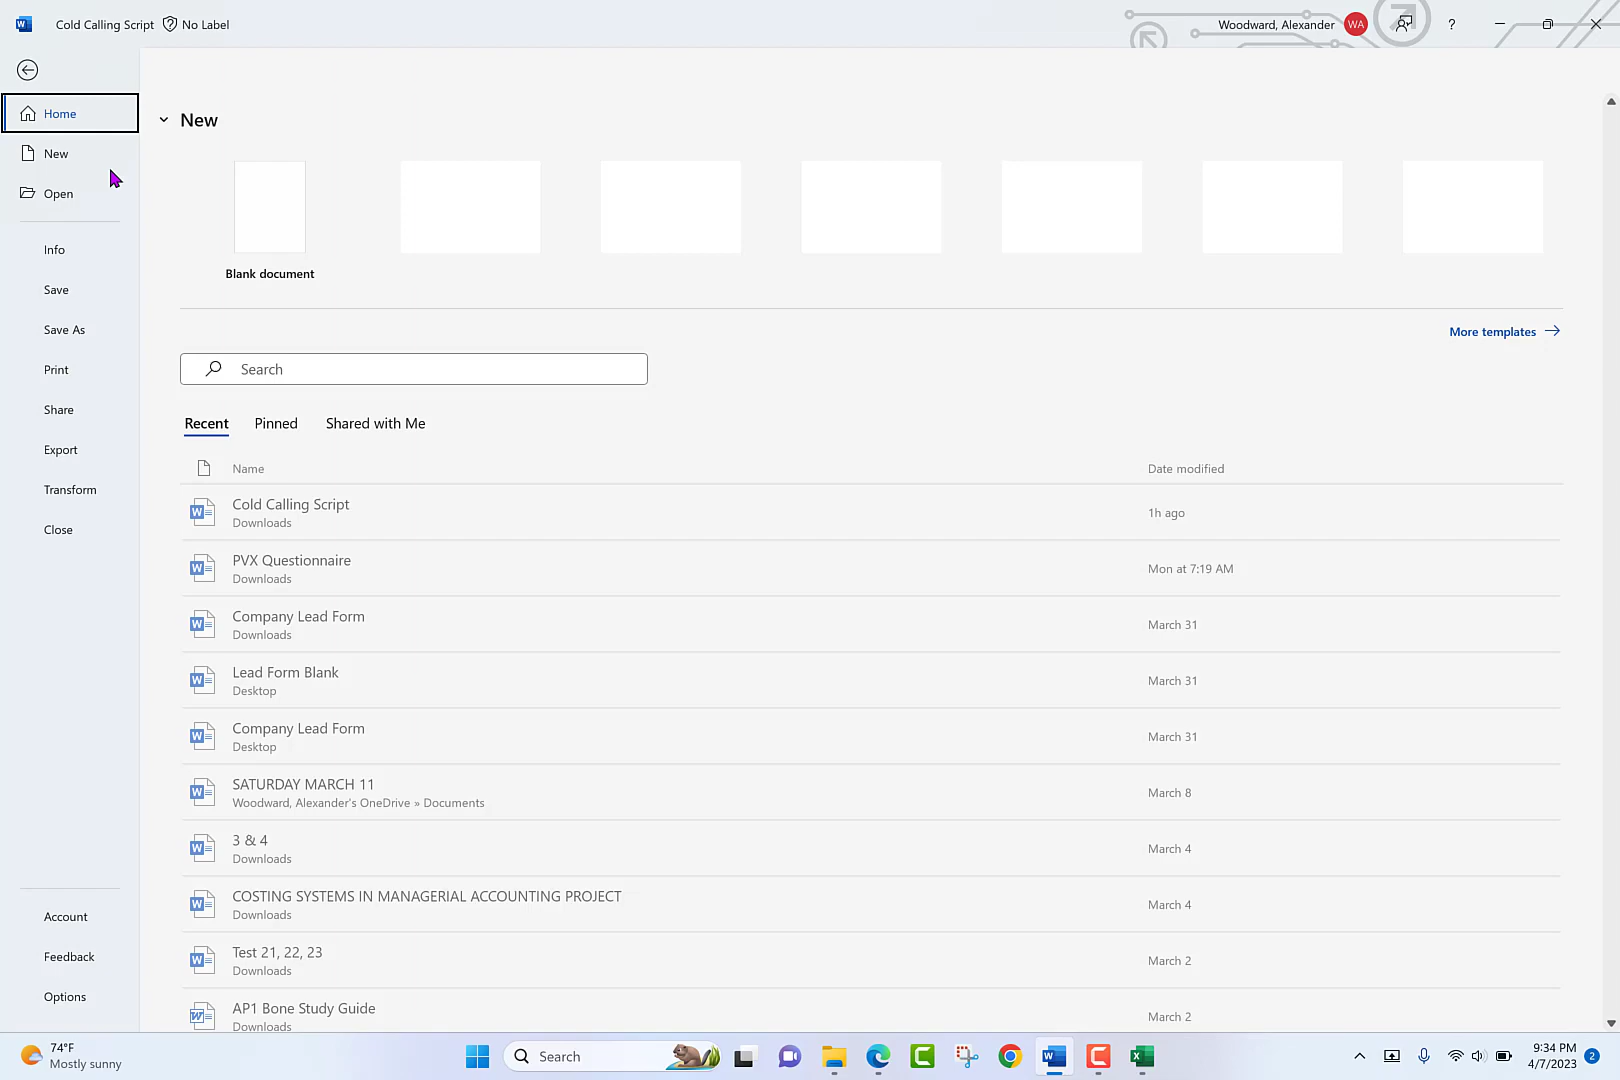 Cold Calling Script No Label
Woodward, Alexander WA ?
Home
New
Open
Info
Save
Save As
Print
Share
Export
Transform
Close
Account
Feedback
Options
New
Blank document
More templates
Search
Recent Pinned Shared with Me
Name Date modified
Cold Calling Script
Downloads
1h ago
PVX Questionnaire
Downloads
Mon at 7:19 AM
Company Lead Form
Downloads
March 31
Lead Form Blank
Desktop
March 31
Company Lead Form
Desktop
March 31
SATURDAY MARCH 11
Woodward, Alexander's OneDrive » Documents
March 8
3 & 4
Downloads
March 4
COSTING SYSTEMS IN MANAGERIAL ACCOUNTING PROJECT
Downloads
March 4
Test 21, 22, 23
Downloads
March 2
AP1 Bone Study Guide
Downloads
March 2
74°F
Mostly sunny
Search
9:34 PM
4/7/2023
2